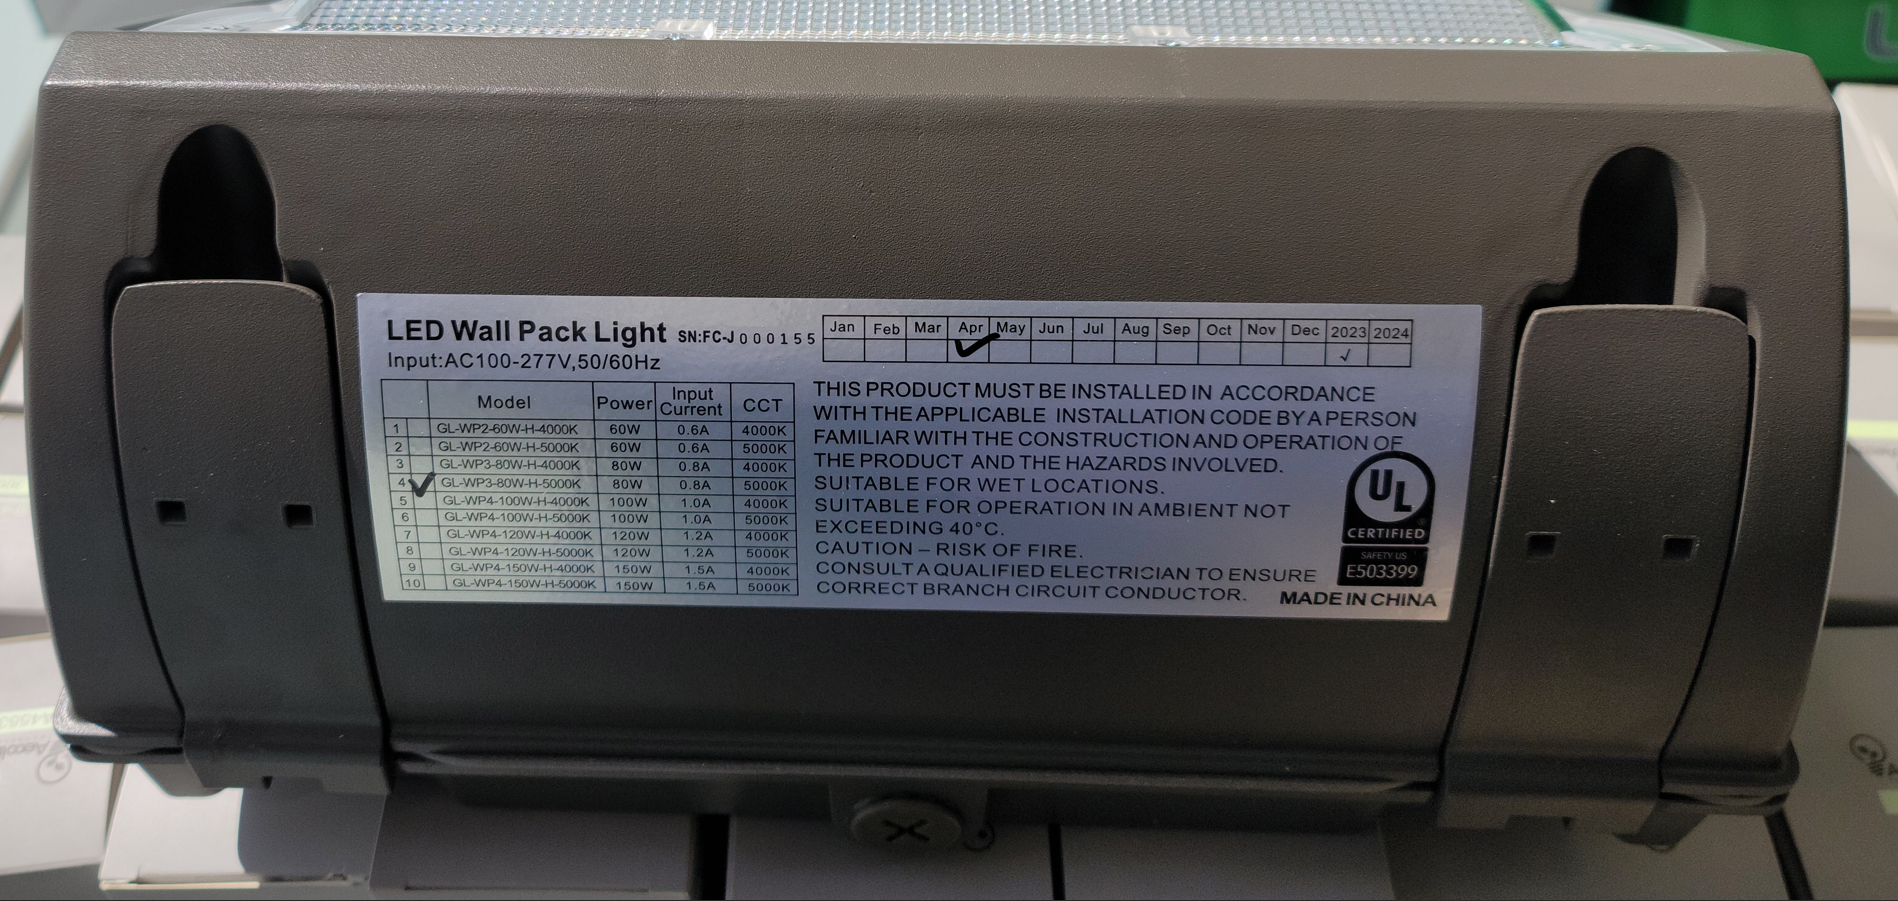 LED Wall Pack Light SN:FC-J 000155
Input:AC100-277V,50/60Hz
Jan Feb Mar Apr May Jun Jul Aug Sep Oct Nov Dec 2023 2024
✓ ✓
Model Power Input Current CCT
1 GL-WP2-60W-H-4000K 60W 0.6A 4000K
2 GL-WP2-60W-H-5000K 60W 0.6A 5000K
3 GL-WP3-80W-H-4000K 80W 0.8A 4000K
4 ✓ GL-WP3-80W-H-5000K 80W 0.8A 5000K
5 GL-WP4-100W-H-4000K 100W 1.0A 4000K
6 GL-WP4-100W-H-5000K 100W 1.0A 5000K
7 GL-WP4-120W-H-4000K 120W 1.2A 4000K
8 GL-WP4-120W-H-5000K 120W 1.2A 5000K
9 GL-WP4-150W-H-4000K 150W 1.5A 4000K
10 GL-WP4-150W-H-5000K 150W 1.5A 5000K
THIS PRODUCT MUST BE INSTALLED IN ACCORDANCE
WITH THE APPLICABLE INSTALLATION CODE BY A PERSON
FAMILIAR WITH THE CONSTRUCTION AND OPERATION OF
THE PRODUCT AND THE HAZARDS INVOLVED.
SUITABLE FOR WET LOCATIONS.
SUITABLE FOR OPERATION IN AMBIENT NOT
EXCEEDING 40°C.
CAUTION – RISK OF FIRE.
CONSULT A QUALIFIED ELECTRICIAN TO ENSURE
CORRECT BRANCH CIRCUIT CONDUCTOR.
UL ®
CERTIFIED
SAFETY US
E503399
MADE IN CHINA